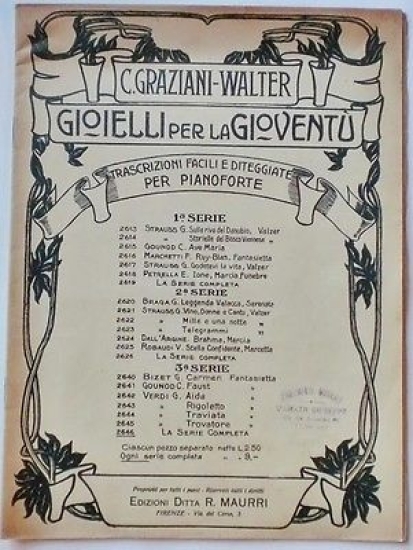 C. GRAZIANI-WALTER
GIOIELLI PER LA GIOVENTÙ
TRASCRIZIONI FACILI E DITEGGIATE
PER PIANOFORTE
1ª SERIE
2613 STRAUSS G. Sulle rive del Danubio, Valzer
2614 " Storielle del Bosco Viennese "
2615 GOUNOD C. Ave Maria
2616 MARCHETTI F. Ruy-Blas, Fantasietta
2617 STRAUSS G. Godetevi la vita, Valzer
2618 PETRELLA E. Ione, Marcia Funebre
2619 LA SERIE COMPLETA
2ª SERIE
2620 BRAGA G. Leggenda Valacca, Serenata
2621 STRAUSS G. Vino, Donne e Canto, Valzer
2622 " Mille e una notte "
2623 " Telegrammi "
2624 DALL'ARGINE. Brahma, Marcia
2625 ROBAUDI V. Stella Confidente, Marcetta
2626 LA SERIE COMPLETA
3ª SERIE
2640 BIZET G. Carmen Fantasietta
2641 GOUNOD C. Faust "
2642 VERDI G. Aida "
2643 " Rigoletto "
2644 " Traviata "
2645 " Trovatore "
2646 LA SERIE COMPLETA
Ciascun pezzo separato nette L. 2.50
Ogni serie completa " " 9.-
Proprietà per tutti i paesi - Riservati tutti i diritti
EDIZIONI DITTA R. MAURRI
FIRENZE - Via del Corso, 3